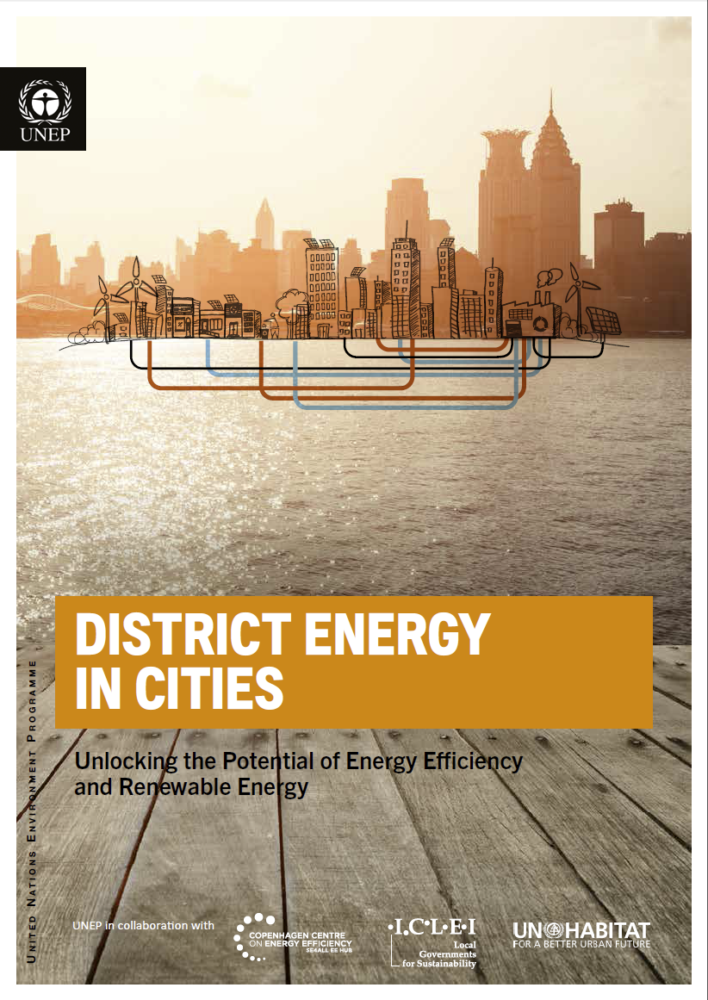 UNEP
DISTRICT ENERGY
IN CITIES
Unlocking the Potential of Energy Efficiency
and Renewable Energy
UNITED NATIONS ENVIRONMENT PROGRAMME
UNEP in collaboration with
COPENHAGEN CENTRE
ON ENERGY EFFICIENCY
SE4ALL EE HUB
·I.C·L·E·I
Local
Governments
for Sustainability
UN HABITAT
FOR A BETTER URBAN FUTURE